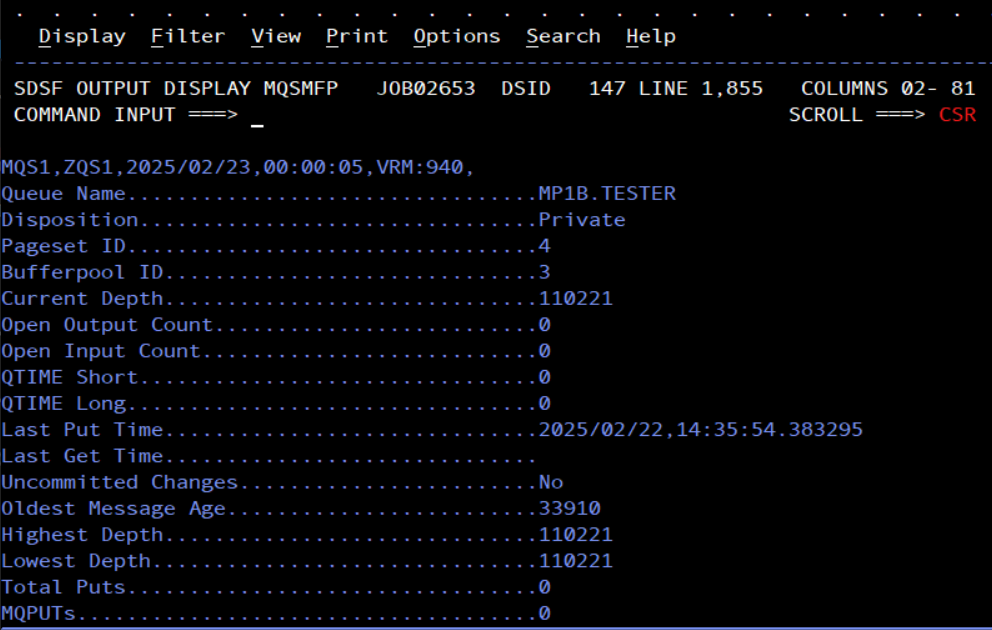 Display Filter View Print Options Search Help
-------------------------------------------------------------------------------
SDSF OUTPUT DISPLAY MQSMFP   JOB02653  DSID   147 LINE 1,855   COLUMNS 02- 81
COMMAND INPUT ===> _                                            SCROLL ===> CSR
MQS1,ZQS1,2025/02/23,00:00:05,VRM:940,
Queue Name.................................MP1B.TESTER
Disposition................................Private
Pageset ID.................................4
Bufferpool ID..............................3
Current Depth..............................110221
Open Output Count..........................0
Open Input Count...........................0
QTIME Short................................0
QTIME Long.................................0
Last Put Time..............................2025/02/22,14:35:54.383295
Last Get Time..............................
Uncommitted Changes........................No
Oldest Message Age.........................33910
Highest Depth..............................110221
Lowest Depth...............................110221
Total Puts.................................0
MQPUTs.....................................0